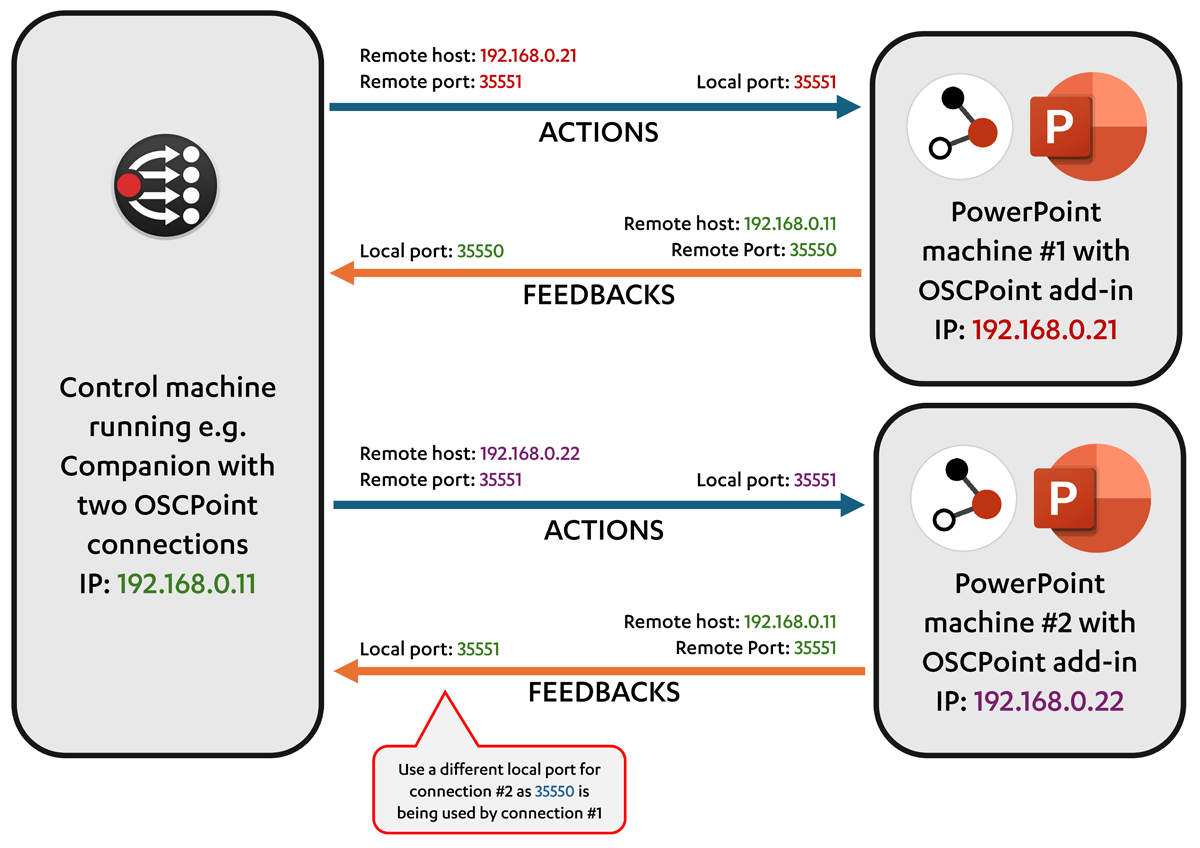 Control machine
running e.g.
Companion with
two OSCPoint
connections
IP: 192.168.0.11
Remote host: 192.168.0.21
Remote port: 35551
Local port: 35551
ACTIONS
Remote host: 192.168.0.11
Remote Port: 35550
Local port: 35550
FEEDBACKS
P
PowerPoint
machine #1 with
OSCPoint add-in
IP: 192.168.0.21
Remote host: 192.168.0.22
Remote port: 35551
Local port: 35551
ACTIONS
Remote host: 192.168.0.11
Remote Port: 35551
Local port: 35551
FEEDBACKS
Use a different local port for
connection #2 as 35550 is
being used by connection #1
P
PowerPoint
machine #2 with
OSCPoint add-in
IP: 192.168.0.22